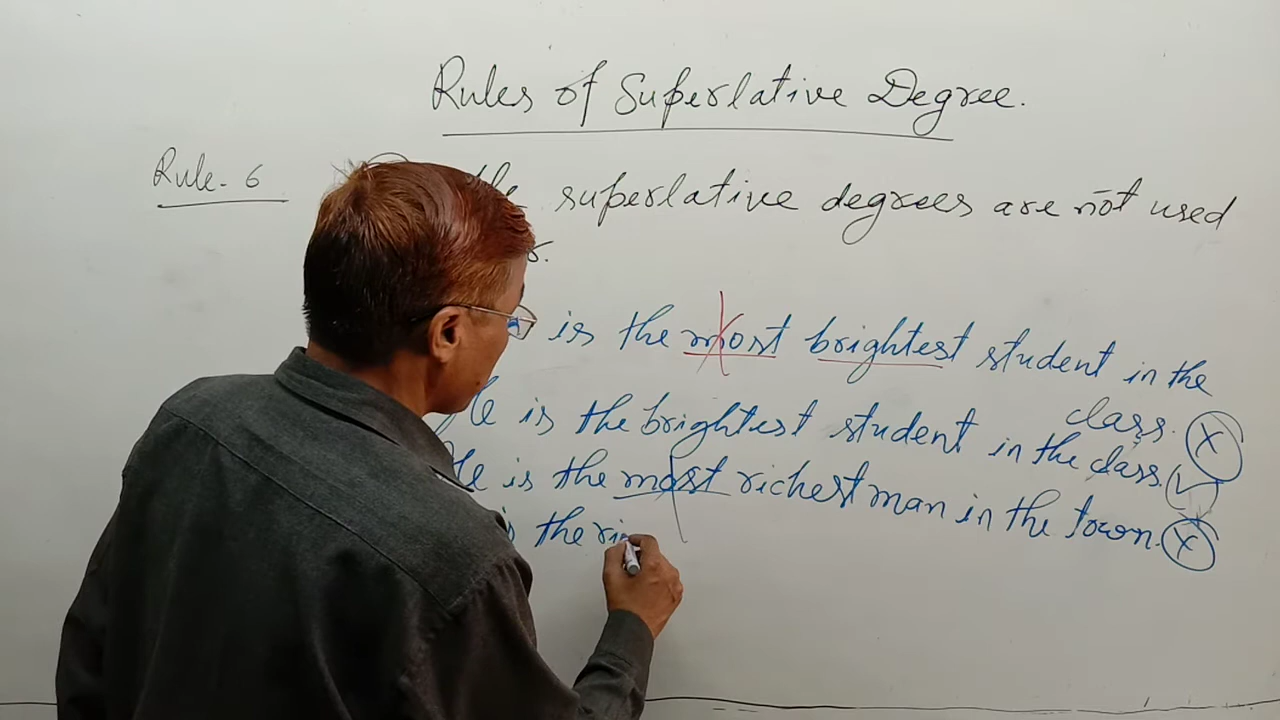 Rules of Superlative Degree.
Rule. 6
superlative degrees are not used
is the most brightest student in the
class. X
He is the brightest student in the class. ✓
He is the most richest man in the town. X
is the ri